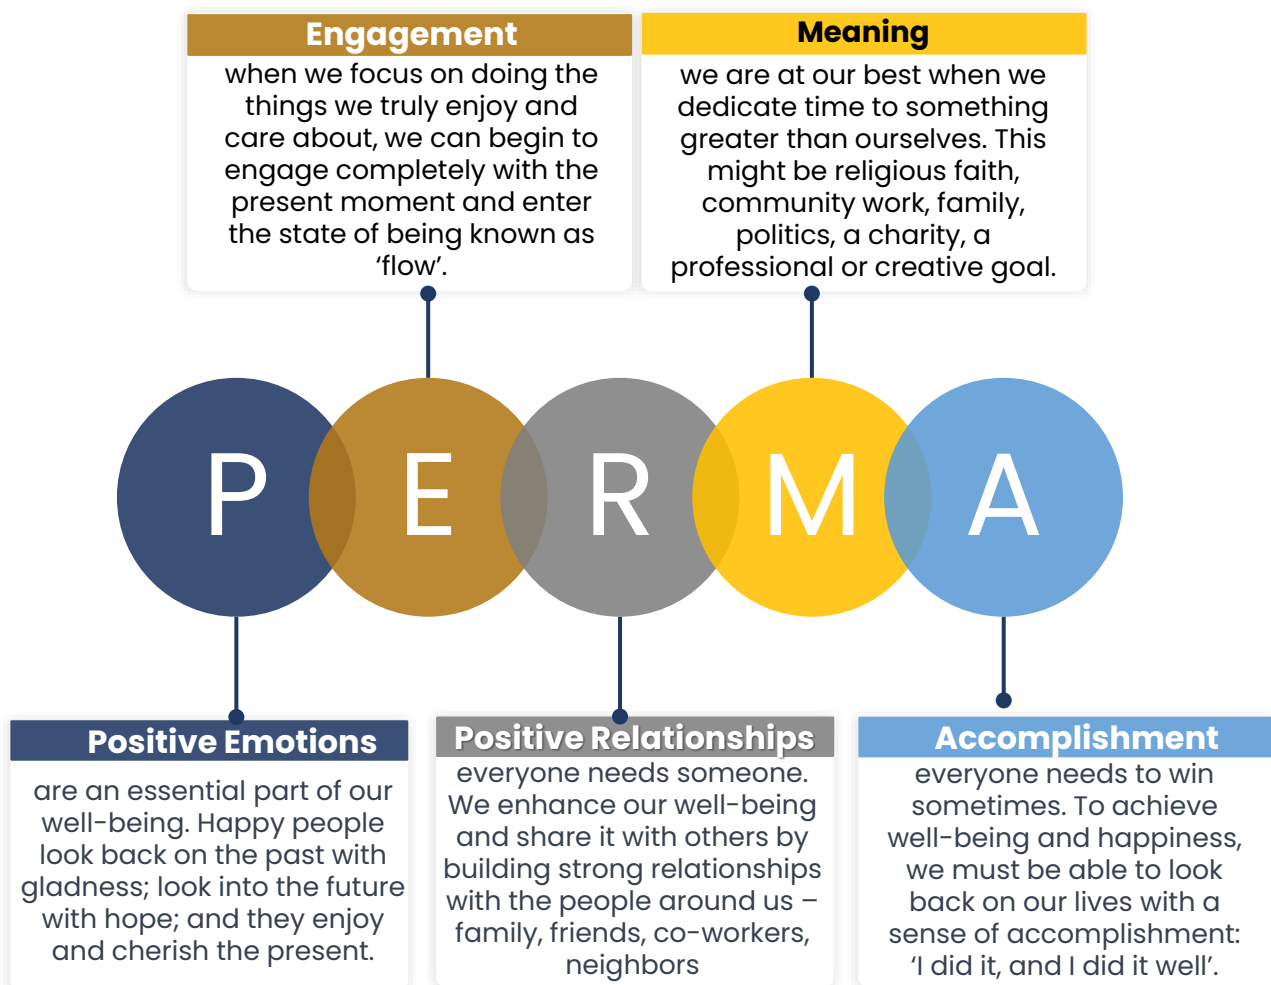 Engagement
when we focus on doing the
things we truly enjoy and
care about, we can begin to
engage completely with the
present moment and enter
the state of being known as
‘flow’.
Meaning
we are at our best when we
dedicate time to something
greater than ourselves. This
might be religious faith,
community work, family,
politics, a charity, a
professional or creative goal.
P E R M A
Positive Emotions
are an essential part of our
well-being. Happy people
look back on the past with
gladness; look into the future
with hope; and they enjoy
and cherish the present.
Positive Relationships
everyone needs someone.
We enhance our well-being
and share it with others by
building strong relationships
with the people around us –
family, friends, co-workers,
neighbors
Accomplishment
everyone needs to win
sometimes. To achieve
well-being and happiness,
we must be able to look
back on our lives with a
sense of accomplishment:
‘I did it, and I did it well’.